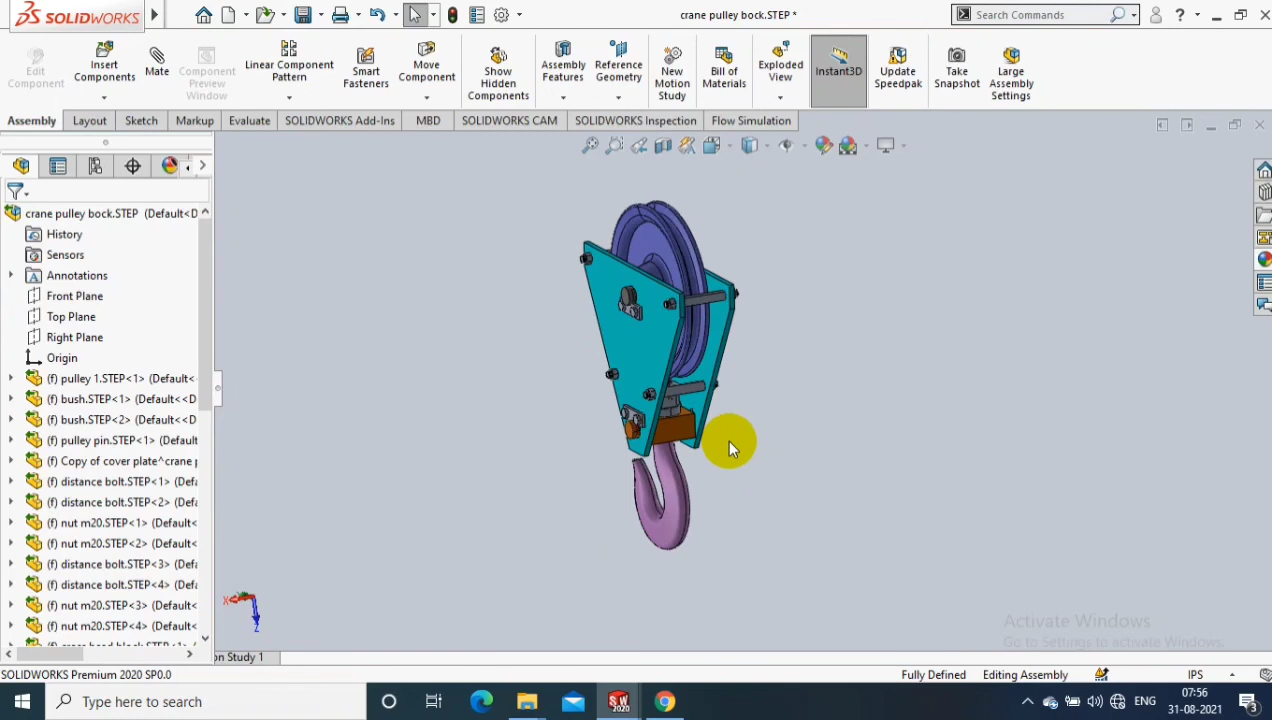 SOLIDWORKS
crane pulley bock.STEP *
Search Commands
Edit Component
Insert Components
Mate
Component Preview Window
Linear Component Pattern
Smart Fasteners
Move Component
Show Hidden Components
Assembly Features
Reference Geometry
New Motion Study
Bill of Materials
Exploded View
Instant3D
Update Speedpak
Take Snapshot
Large Assembly Settings
Assembly
Layout
Sketch
Markup
Evaluate
SOLIDWORKS Add-Ins
MBD
SOLIDWORKS CAM
SOLIDWORKS Inspection
Flow Simulation
crane pulley bock.STEP (Default<D
History
Sensors
Annotations
Front Plane
Top Plane
Right Plane
Origin
(f) pulley 1.STEP<1> (Default<
(f) bush.STEP<1> (Default<<D
(f) bush.STEP<2> (Default<<D
(f) pulley pin.STEP<1> (Default
(f) Copy of cover plate^crane p
(f) distance bolt.STEP<1> (Defa
(f) distance bolt.STEP<2> (Defa
(f) nut m20.STEP<1> (Default<
(f) nut m20.STEP<2> (Default<
(f) distance bolt.STEP<3> (Defa
(f) distance bolt.STEP<4> (Defa
(f) nut m20.STEP<3> (Default<
(f) nut m20.STEP<4> (Default<
X
Z
Activate Windows
Go to Settings to activate Windows.
on Study 1
SOLIDWORKS Premium 2020 SP0.0
Fully Defined
Editing Assembly
IPS
Type here to search
SW
2020
ENG
07:56
31-08-2021
3